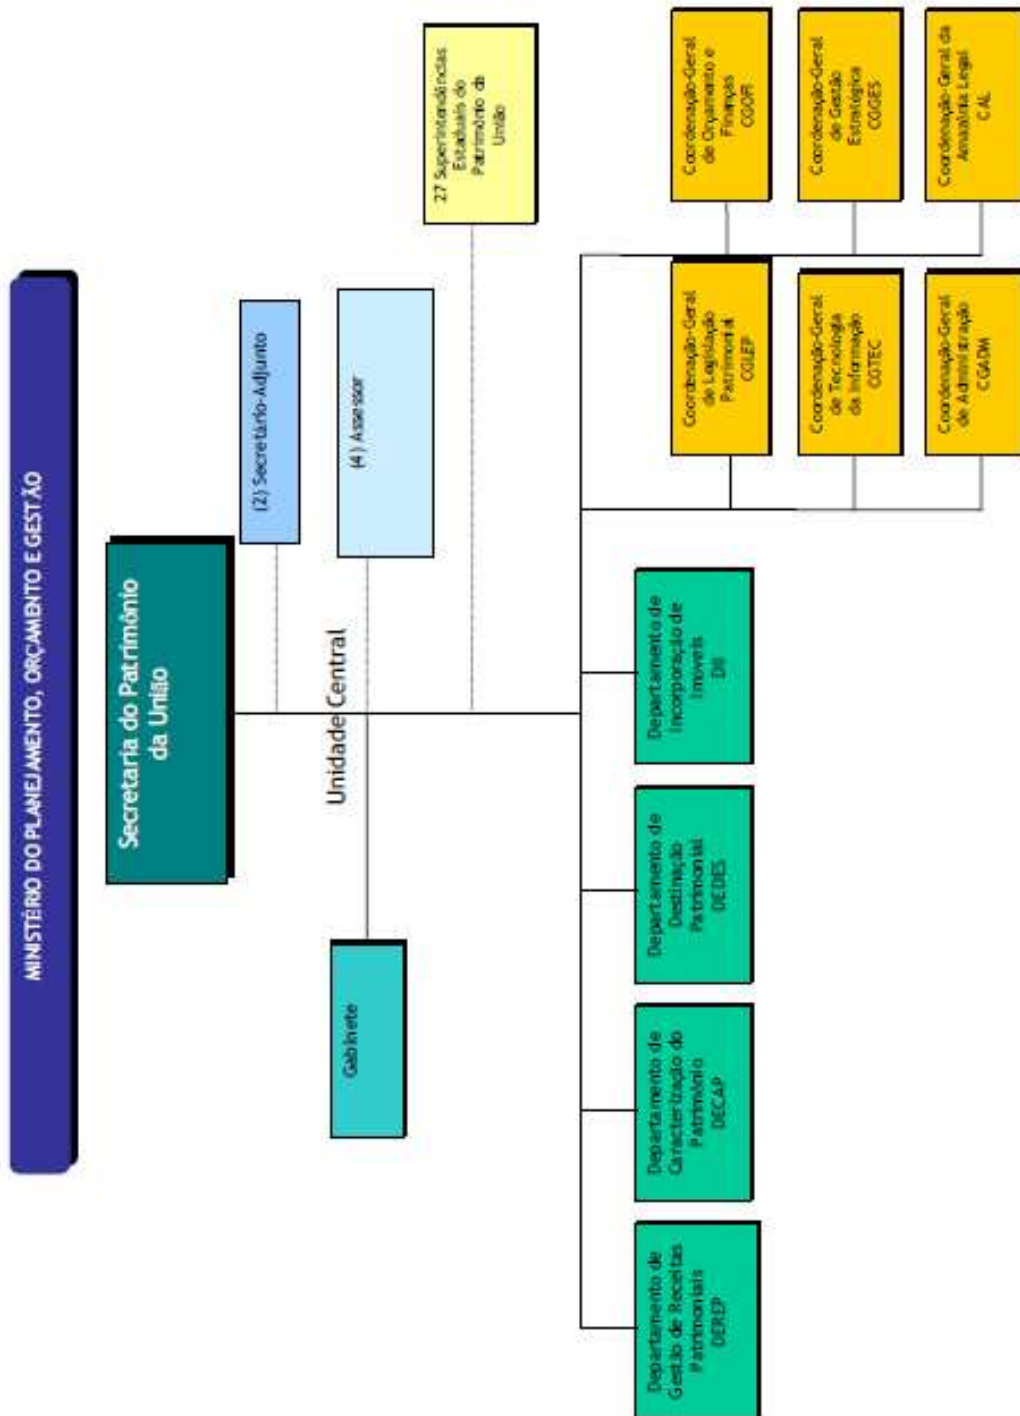 MINISTÉRIO DO PLANEJAMENTO, ORÇAMENTO E GESTÃO
Secretaria do Patrimônio
da União
(2) Secretário-Adjunto
Unidade Central
Gabinete
(4) Assessor
27 Superintendências
Estaduais do
Patrimônio da
União
Departamento de
Gestão de Receitas
Patrimoniais
DEREP
Departamento de
Caracterização do
Patrimônio
DECAP
Departamento de
Destinação
Patrimonial
DEDES
Departamento de
Incorporação de
Imóveis
DII
Coordenação-Geral
de Legislação
Patrimonial
CGLEP
Coordenação-Geral
de Tecnologia
da Informação
CGTEC
Coordenação-Geral
de Administração
CGADM
Coordenação-Geral
de Orçamento e
Finanças
CGOFI
Coordenação-Geral
de Gestão
Estratégica
CGGES
Coordenação-Geral da
Amazônia Legal
CAL